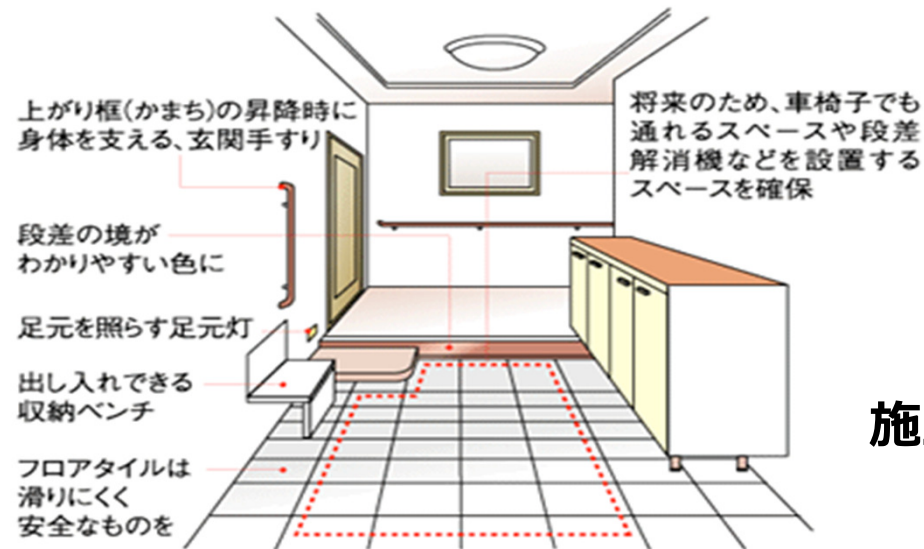 上がり框(かまち)の昇降時に
身体を支える、玄関手すり
段差の境が
わかりやすい色に
足元を照らす足元灯
出し入れできる
収納ベンチ
フロアタイルは
滑りにくく
安全なものを
将来のため、車椅子でも
通れるスペースや段差
解消機などを設置する
スペースを確保
施